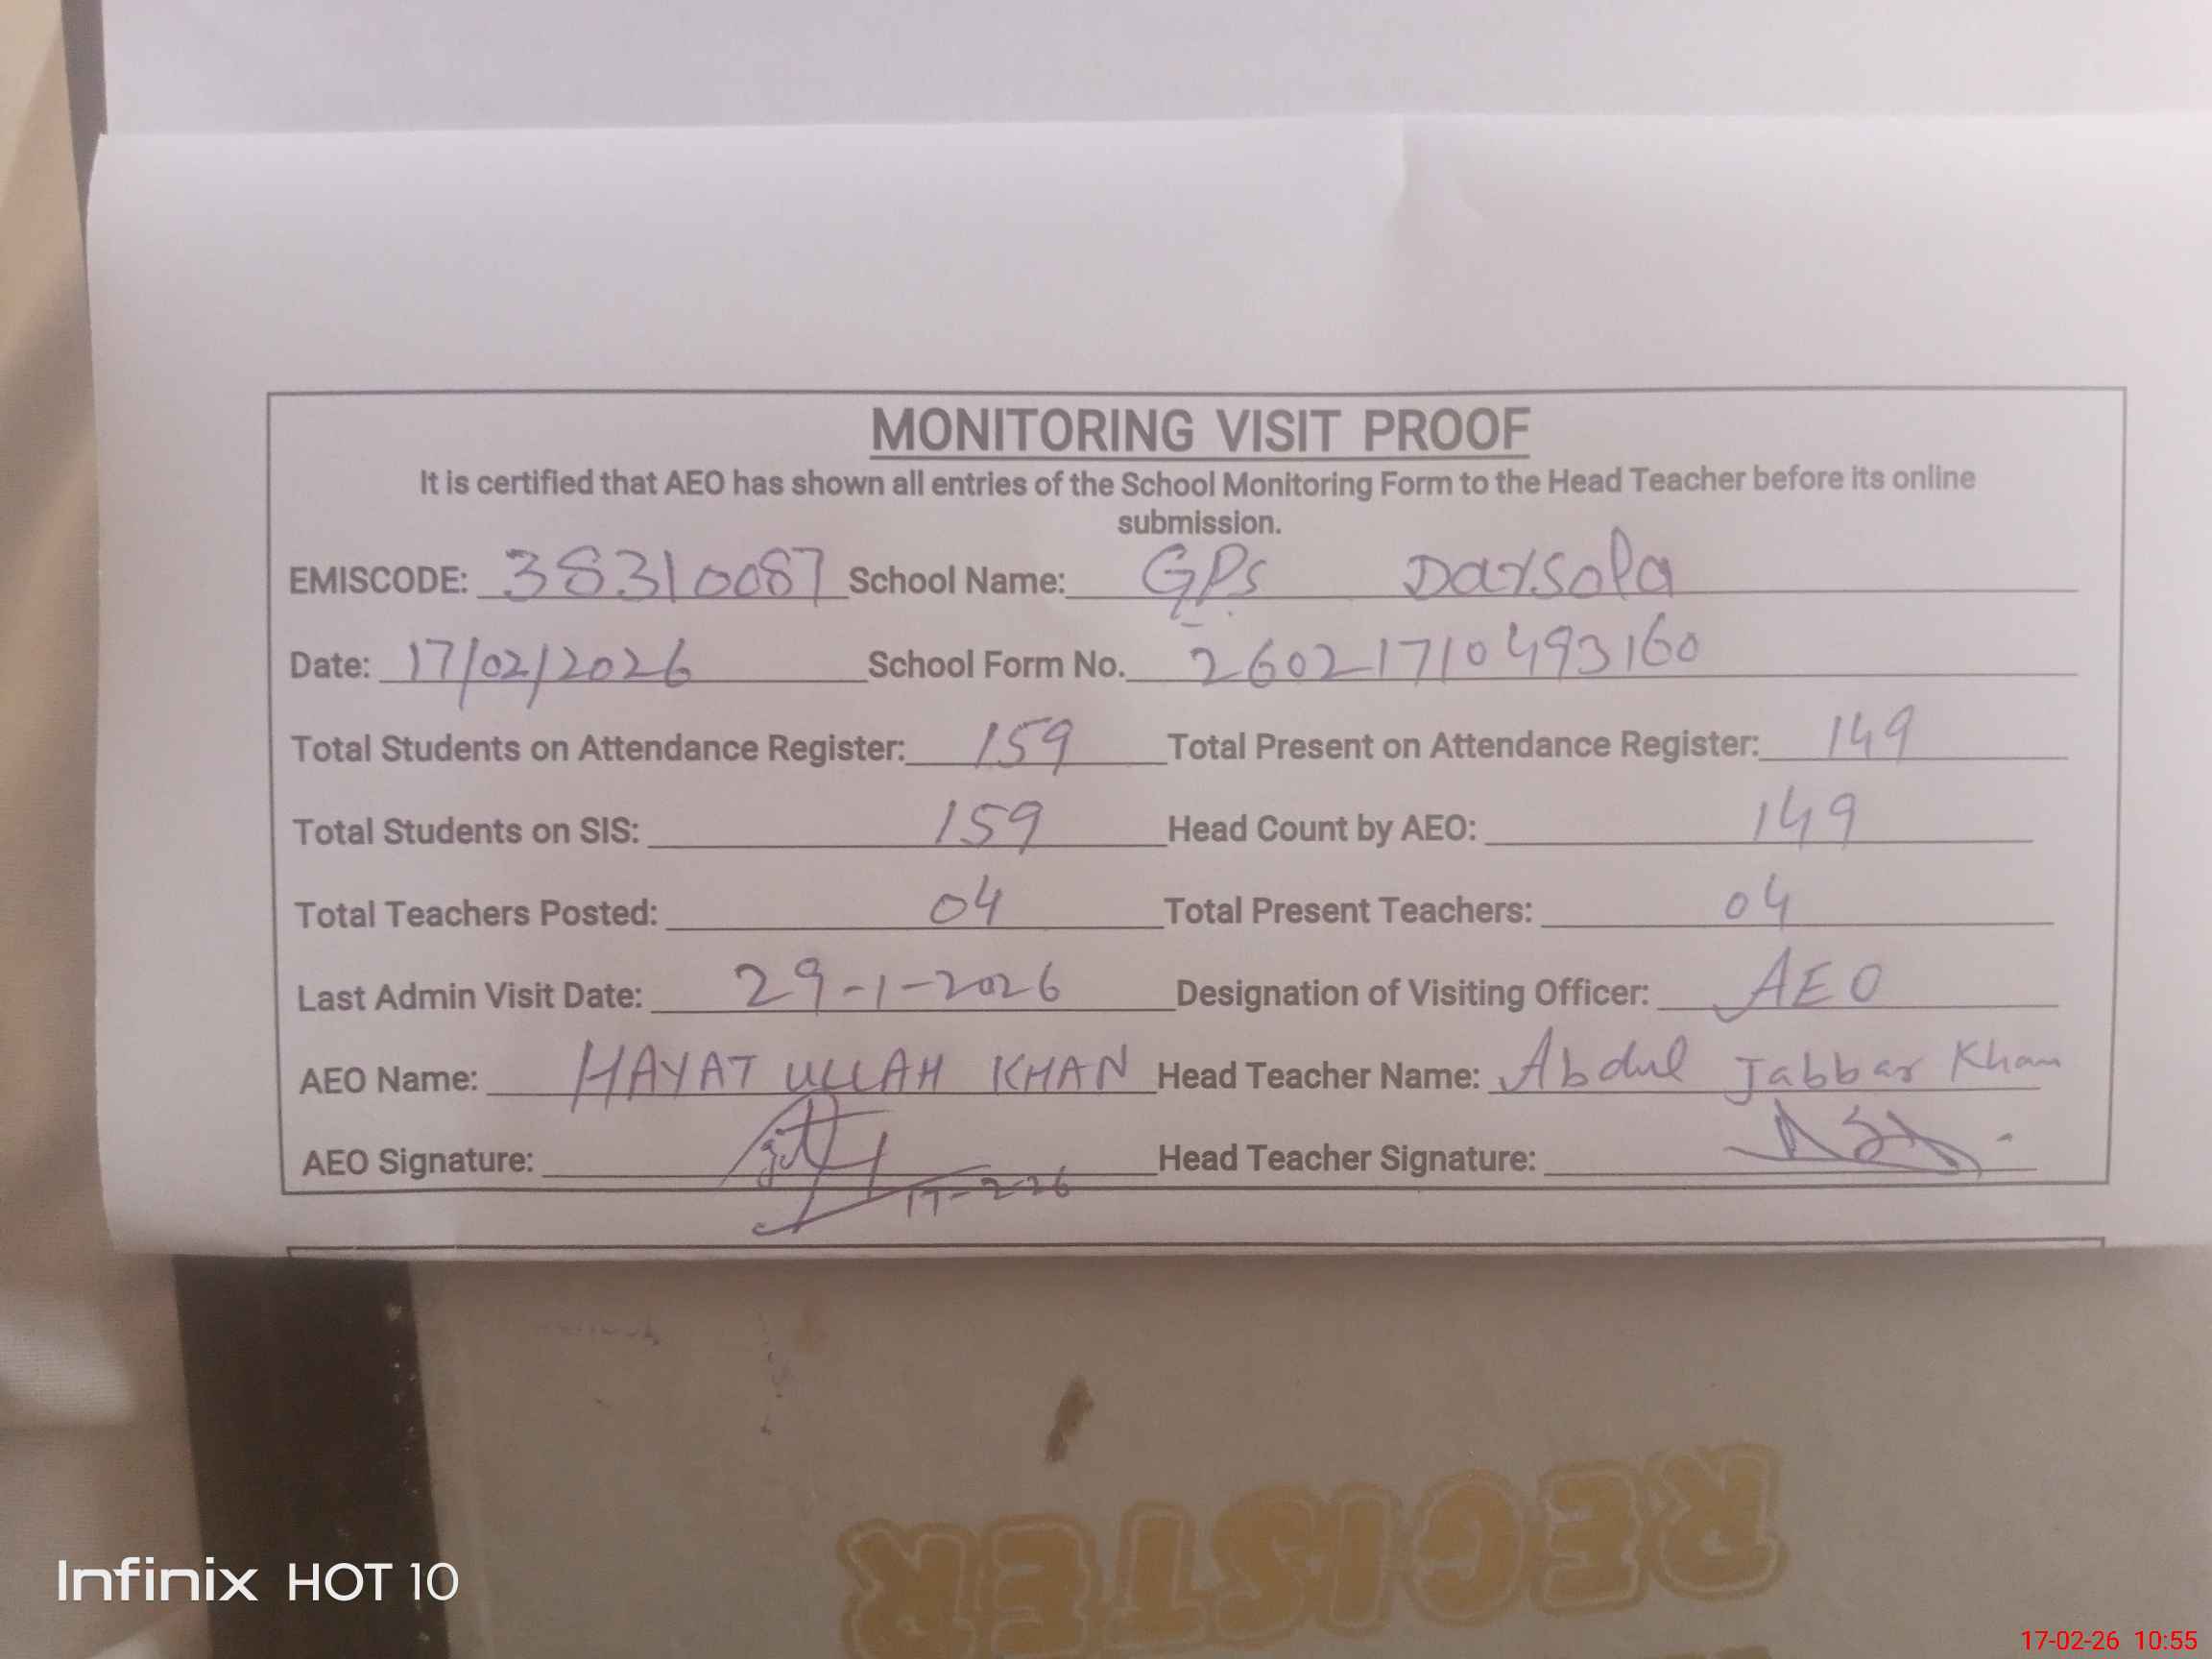 MONITORING VISIT PROOF
It is certified that AEO has shown all entries of the School Monitoring Form to the Head Teacher before its online
submission.
EMISCODE: 38310087 School Name: GPS Darsola
Date: 17/02/2026 School Form No. 26021710493160
Total Students on Attendance Register: 159 Total Present on Attendance Register: 149
Total Students on SIS: 159 Head Count by AEO: 149
Total Teachers Posted: 04 Total Present Teachers: 04
Last Admin Visit Date: 29-1-2026 Designation of Visiting Officer: AEO
AEO Name: HAYAT ULLAH KHAN Head Teacher Name: Abdul Jabbar Khan
AEO Signature: Head Teacher Signature:
17-2-26
REGISTER
Infinix HOT 10
17-02-26 10:55